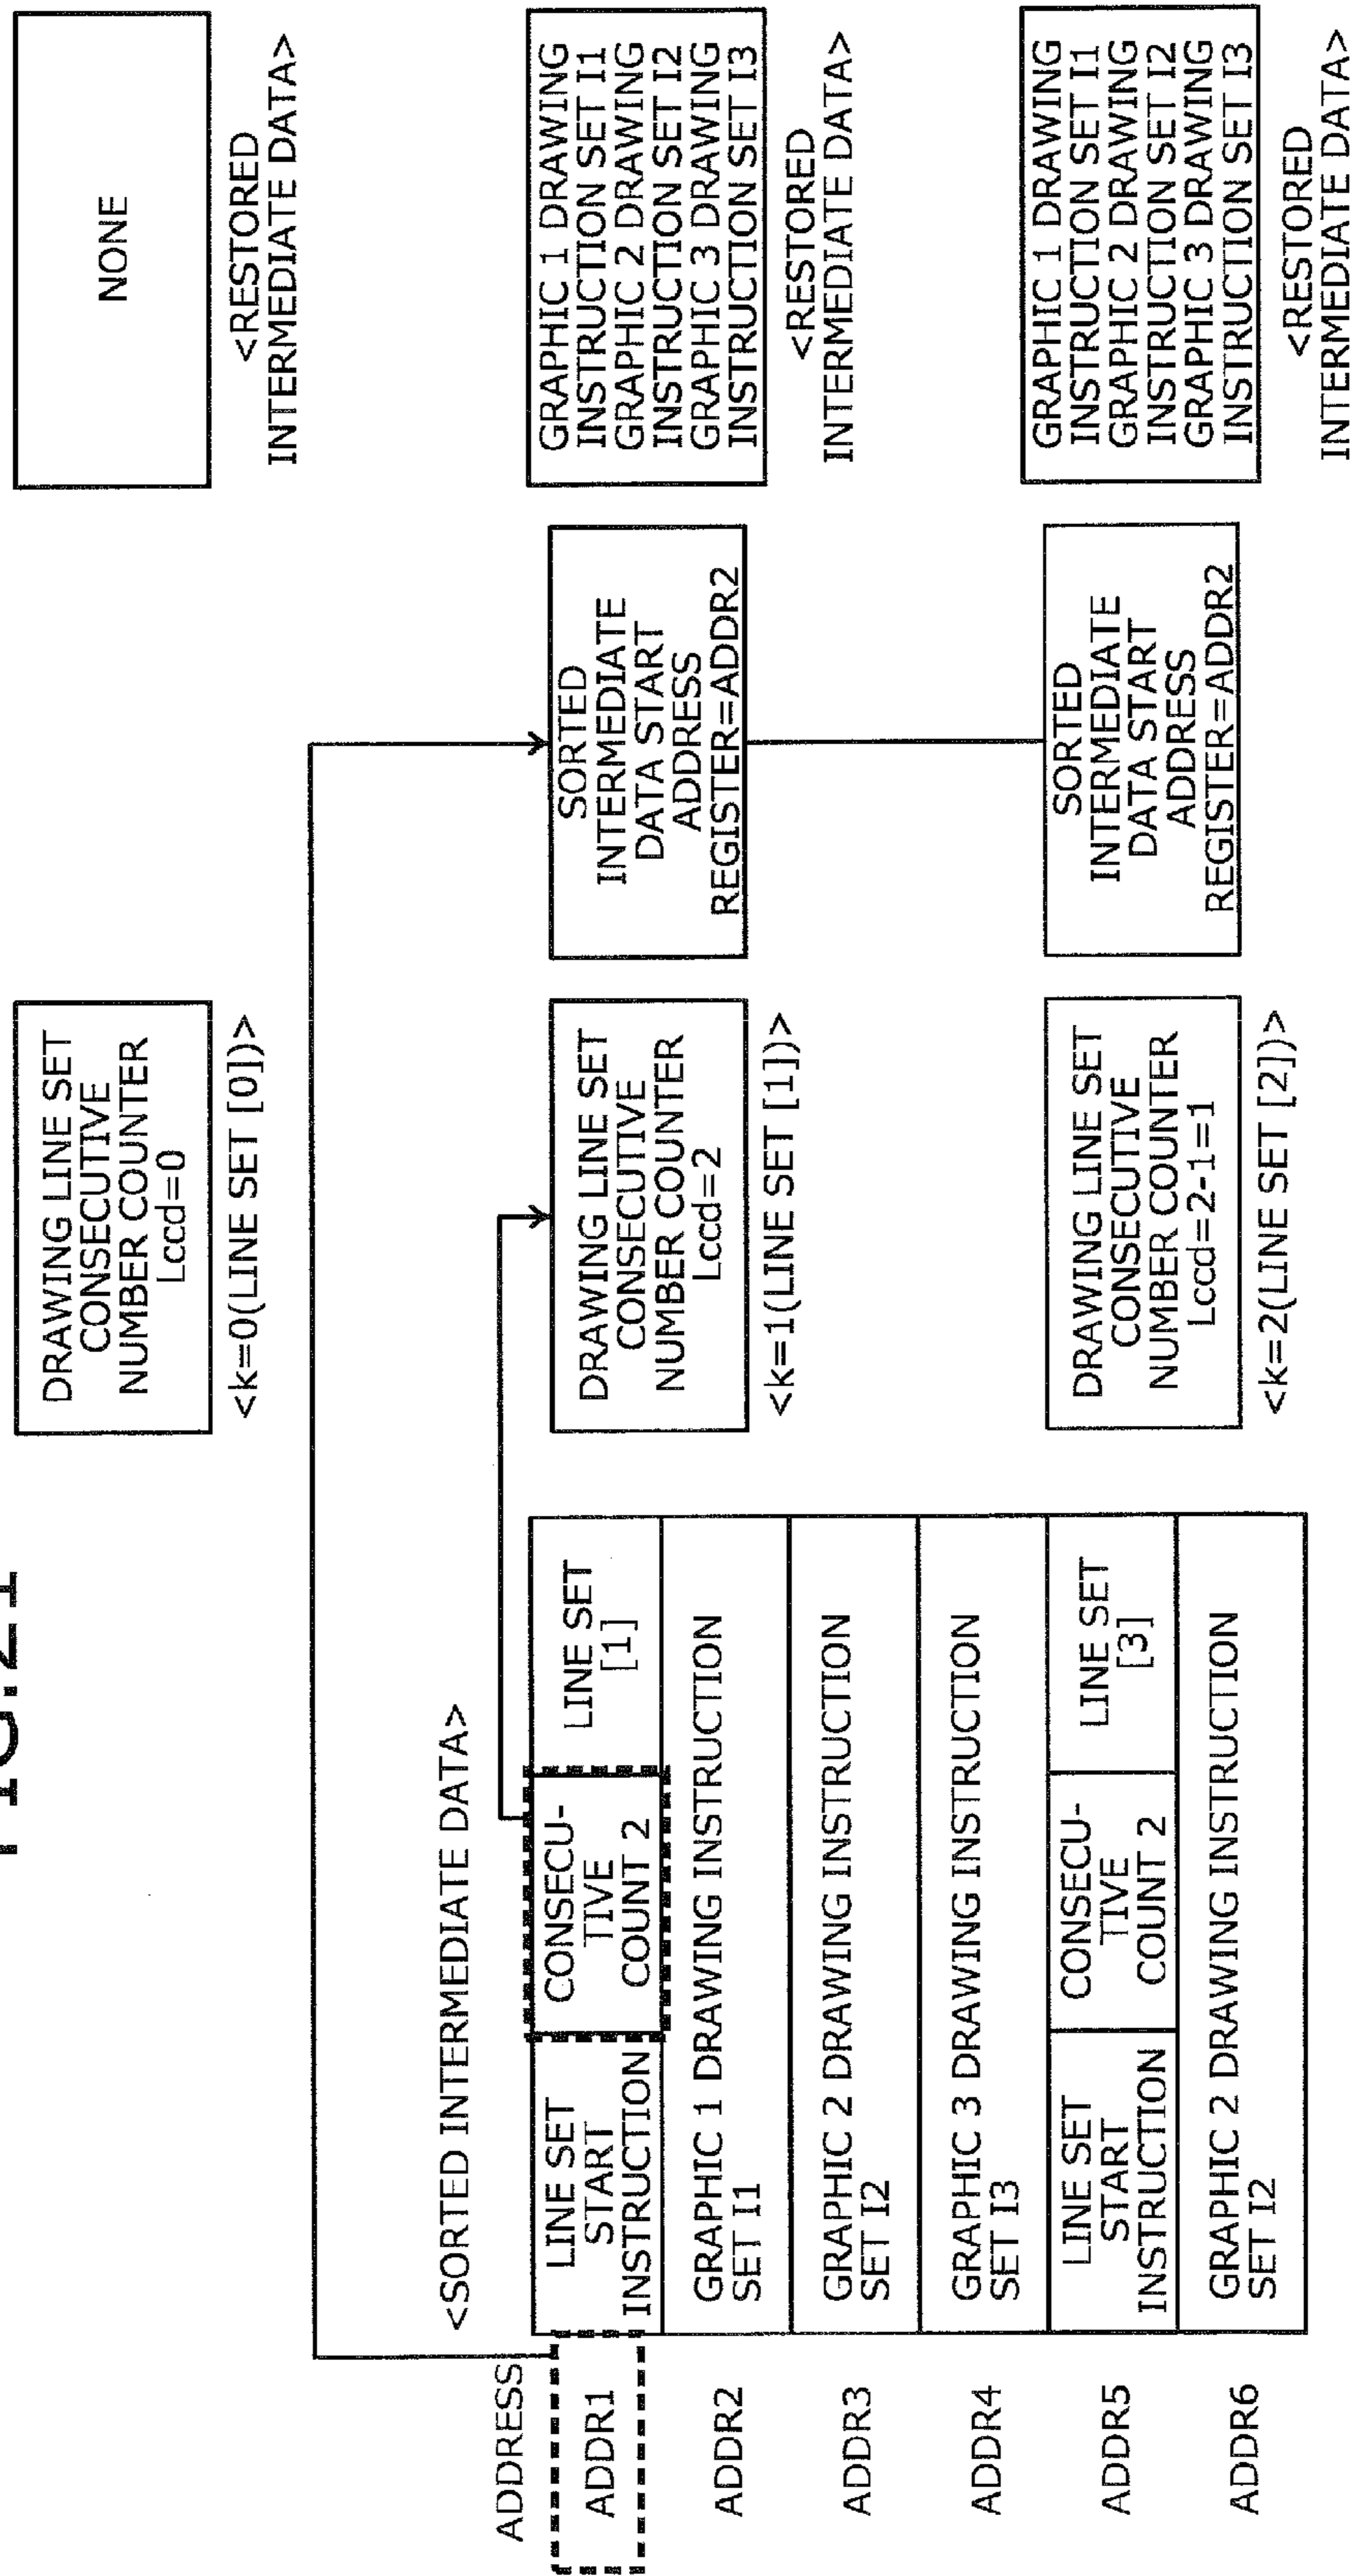 FIG.21
DRAWING LINE SET
CONSECUTIVE
NUMBER COUNTER
Lccd=0
<k=0(LINE SET [0])>
NONE
<RESTORED
INTERMEDIATE DATA>
<SORTED INTERMEDIATE DATA>
ADDRESS
ADDR1
LINE SET
START
INSTRUCTION
CONSECU-
TIVE
COUNT 2
LINE SET
[1]
ADDR2
GRAPHIC 1 DRAWING INSTRUCTION
SET I1
ADDR3
GRAPHIC 2 DRAWING INSTRUCTION
SET I2
ADDR4
GRAPHIC 3 DRAWING INSTRUCTION
SET I3
ADDR5
LINE SET
START
INSTRUCTION
CONSECU-
TIVE
COUNT 2
LINE SET
[3]
ADDR6
GRAPHIC 2 DRAWING INSTRUCTION
SET I2
DRAWING LINE SET
CONSECUTIVE
NUMBER COUNTER
Lccd=2
<k=1(LINE SET [1])>
SORTED
INTERMEDIATE
DATA START
ADDRESS
REGISTER=ADDR2
GRAPHIC 1 DRAWING
INSTRUCTION SET I1
GRAPHIC 2 DRAWING
INSTRUCTION SET I2
GRAPHIC 3 DRAWING
INSTRUCTION SET I3
<RESTORED
INTERMEDIATE DATA>
DRAWING LINE SET
CONSECUTIVE
NUMBER COUNTER
Lccd=2-1=1
<k=2(LINE SET [2])>
SORTED
INTERMEDIATE
DATA START
ADDRESS
REGISTER=ADDR2
GRAPHIC 1 DRAWING
INSTRUCTION SET I1
GRAPHIC 2 DRAWING
INSTRUCTION SET I2
GRAPHIC 3 DRAWING
INSTRUCTION SET I3
<RESTORED
INTERMEDIATE DATA>